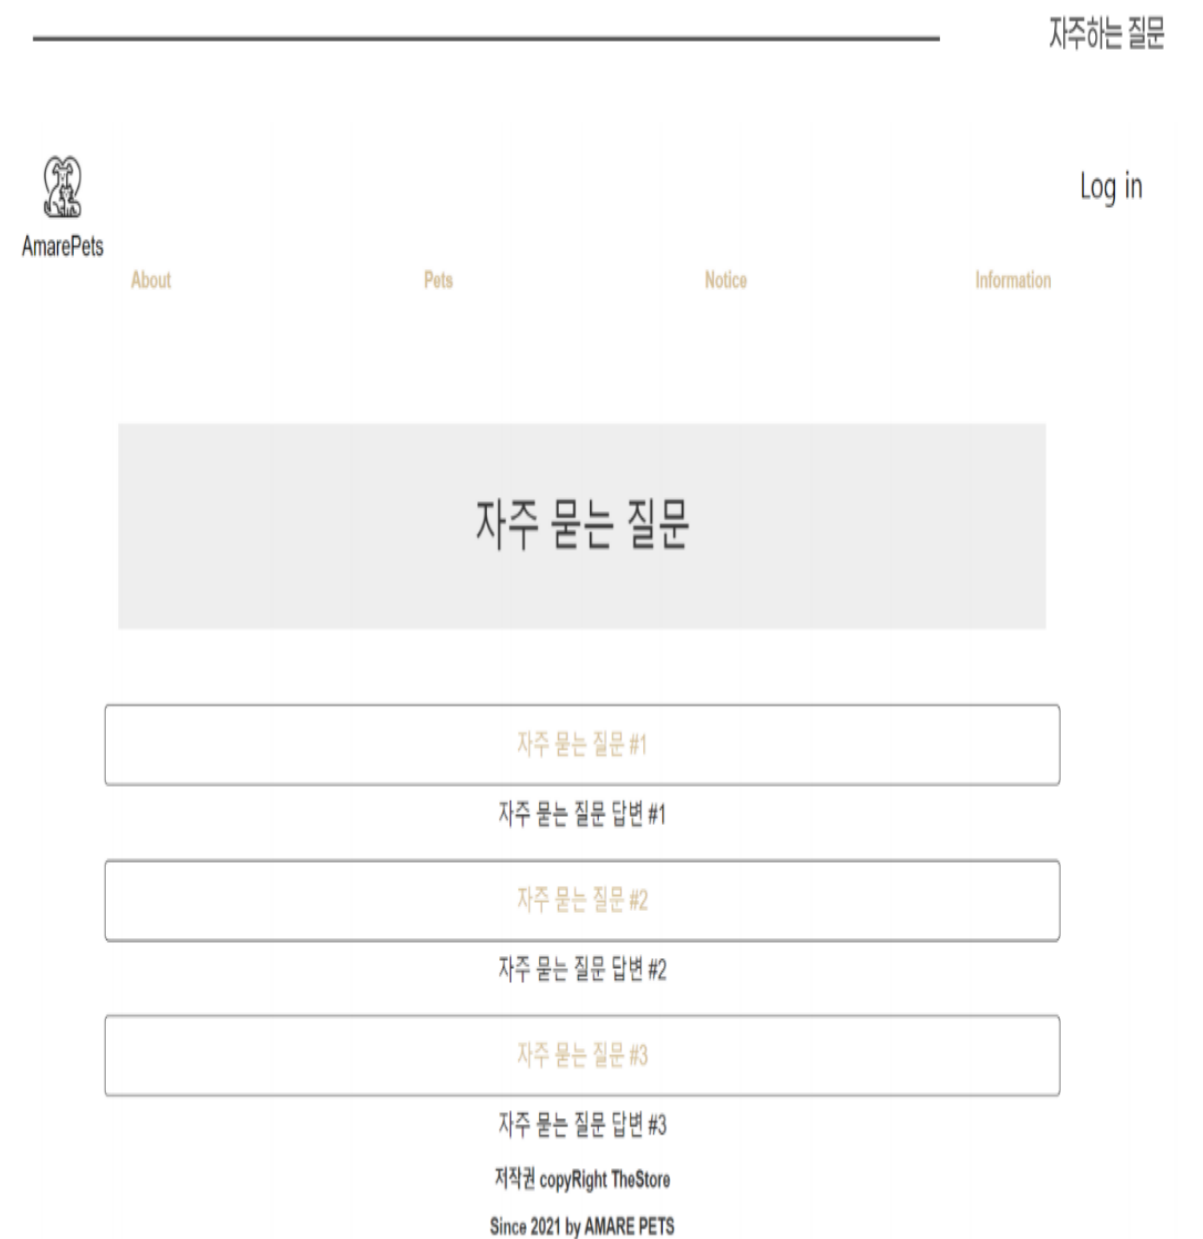 자주하는 질문
Log in
AmarePets
About Pets Notice Information
자주 묻는 질문
자주 묻는 질문 #1
자주 묻는 질문 답변 #1
자주 묻는 질문 #2
자주 묻는 질문 답변 #2
자주 묻는 질문 #3
자주 묻는 질문 답변 #3
저작권 copyRight TheStore
Since 2021 by AMARE PETS